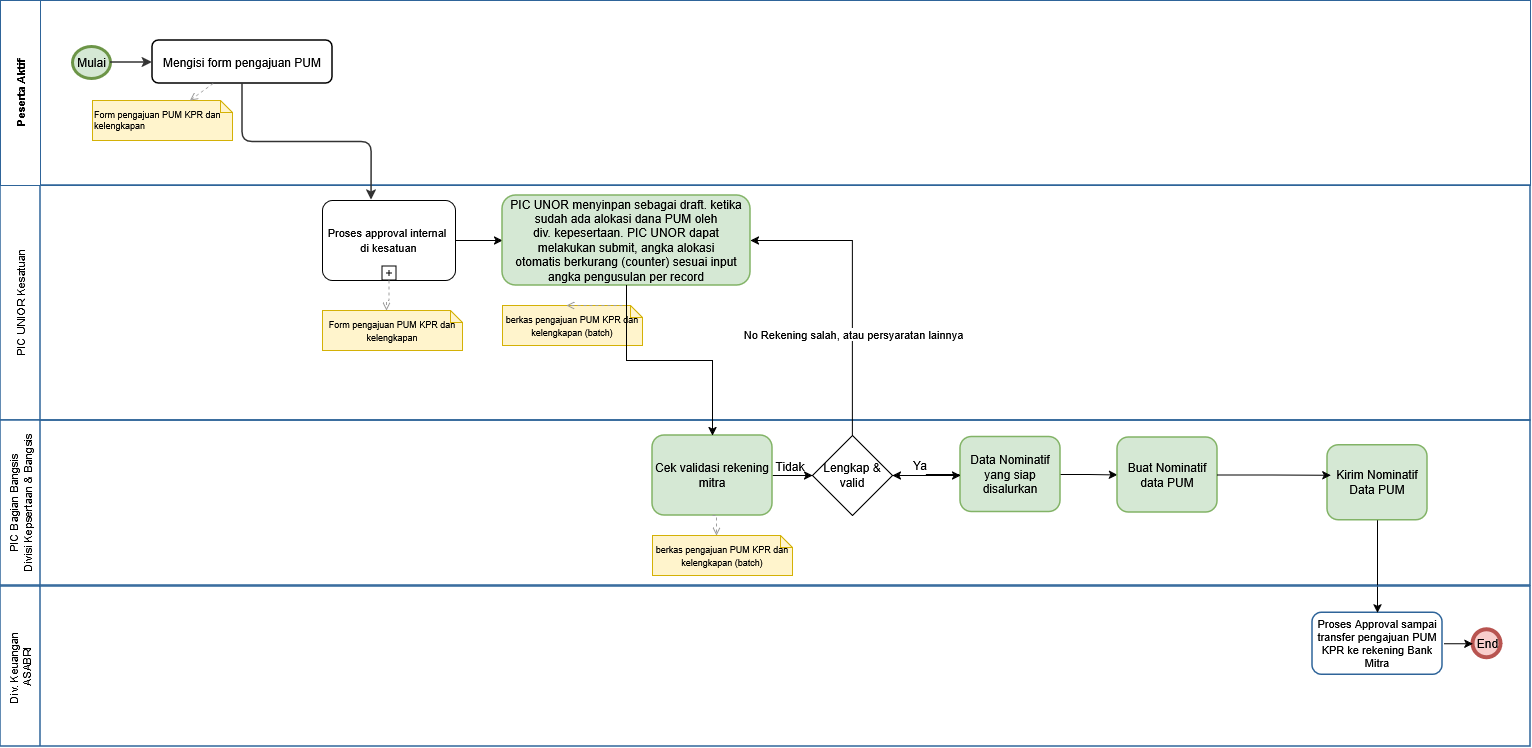 Peserta Aktif
Mulai
Mengisi form pengajuan PUM
Form pengajuan PUM KPR dan
kelengkapan
PIC UNIOR Kesatuan
Proses approval internal
di kesatuan
Form pengajuan PUM KPR dan
kelengkapan
PIC UNOR menyinpan sebagai draft. ketika
sudah ada alokasi dana PUM oleh
div. kepesertaan. PIC UNOR dapat
melakukan submit, angka alokasi
otomatis berkurang (counter) sesuai input
angka pengusulan per record
berkas pengajuan PUM KPR dan
kelengkapan (batch)
No Rekening salah, atau persyaratan lainnya
PIC Bagian Bangsis
Divisi Kepsertaan & Bangsis
Cek validasi rekening
mitra
Tidak
Lengkap &
valid
Ya
Data Nominatif
yang siap
disalurkan
Buat Nominatif
data PUM
Kirim Nominatif
Data PUM
berkas pengajuan PUM KPR dan
kelengkapan (batch)
Div. Keuangan
ASABRI
Proses Approval sampai
transfer pengajuan PUM
KPR ke rekening Bank
Mitra
End